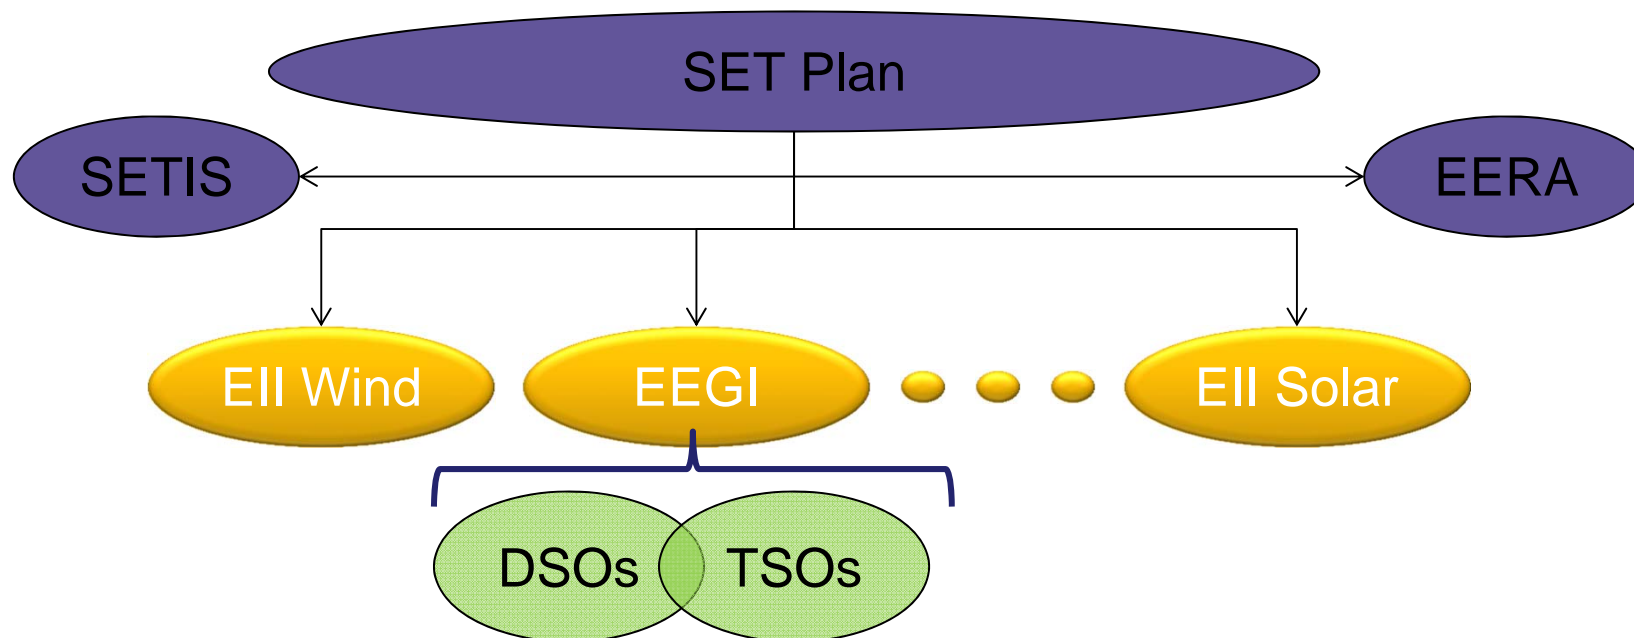 SET Plan
SETIS
EERA
EII Wind
EEGI
EII Solar
DSOs
TSOs